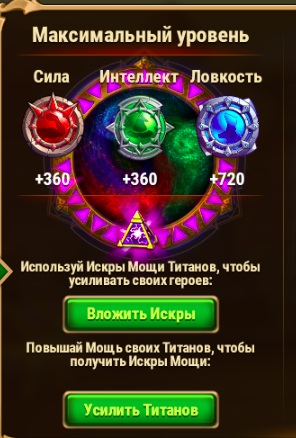 Максимальный уровень
Сила Интеллект Ловкость
+360 +360 +720
Используй Искры Мощи Титанов, чтобы
усиливать своих героев:
Вложить Искры
Повышай Мощь своих Титанов, чтобы
получить Искры Мощи:
Усилить Титанов